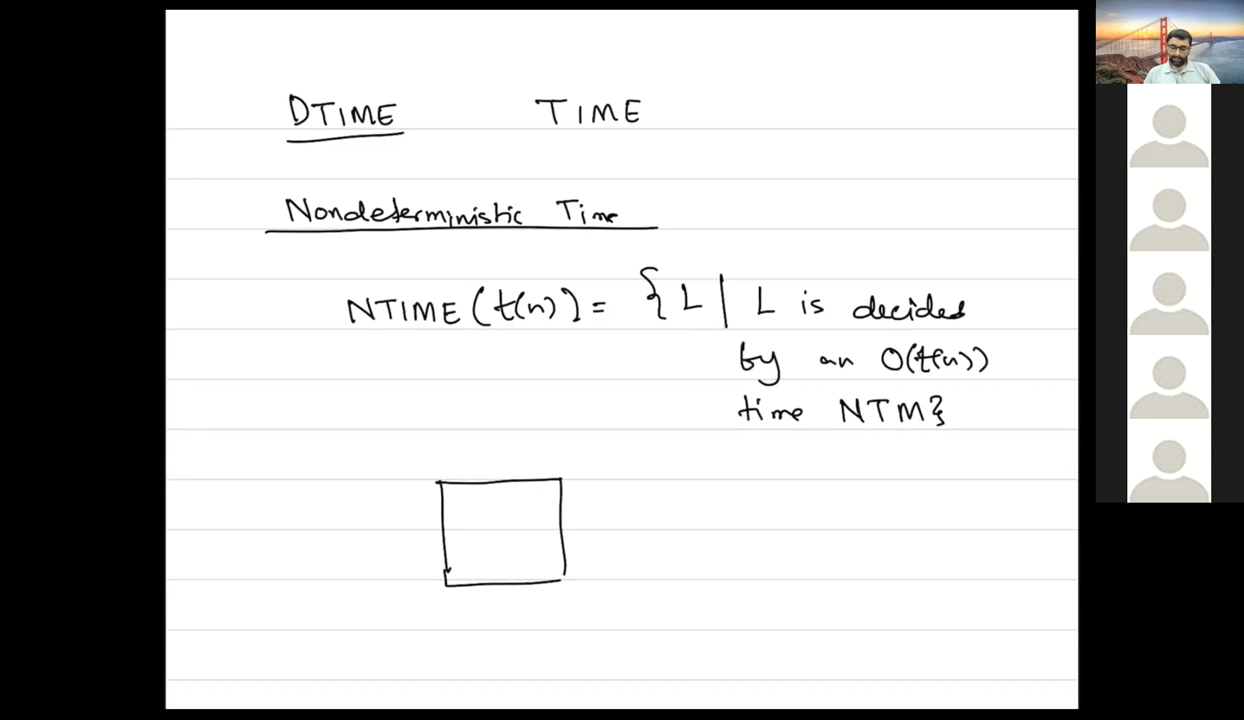 DTIME TIME
Nondeterministic Time
NTIME (t(n)) = { L | L is decided
by an O(t(n))
time NTM}